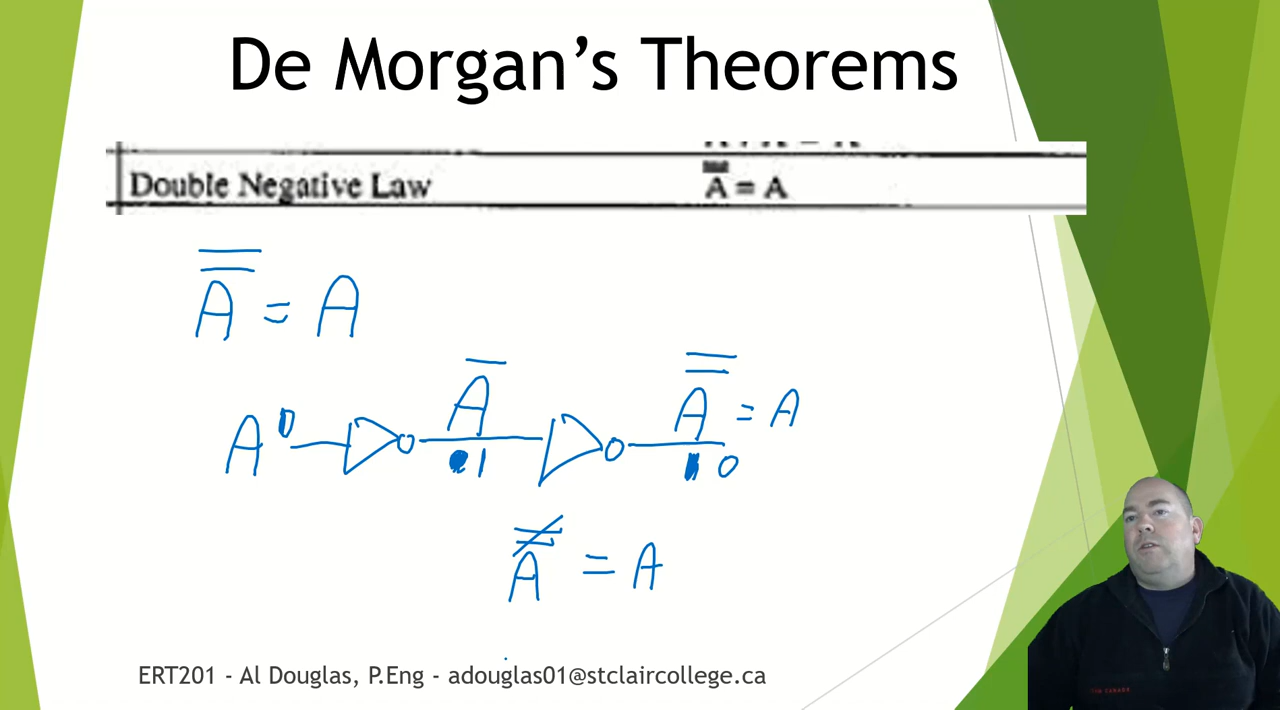 De Morgan's Theorems
Double Negative Law A̿ = A
A̿ = A
A 0 A̅ 1 A̿ = A 0
A̿ = A
ERT201 - Al Douglas, P.Eng - adouglas01@stclaircollege.ca